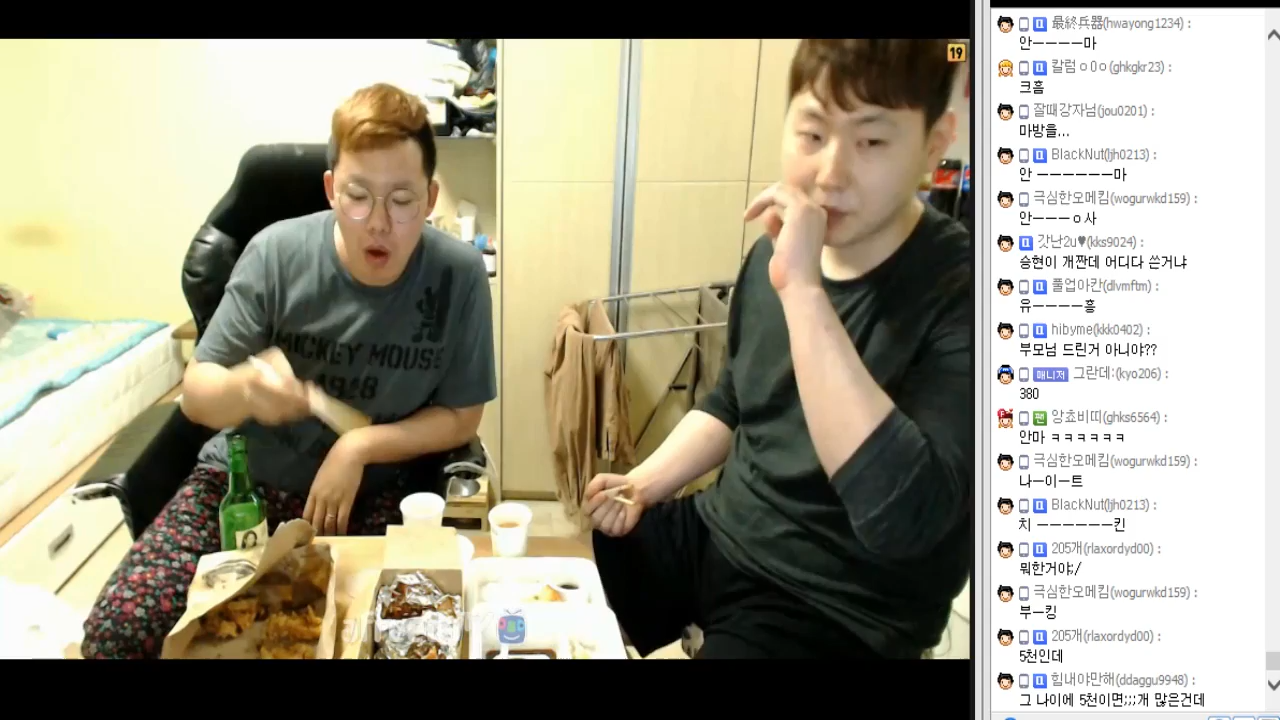 19
MICKEY MOUSE
afreecaTV
最終兵器(hwayong1234) :
안ㅡㅡㅡㅡ마
칼럼ㅇ0ㅇ(ghkgkr23) :
크흠
잘때강자님(jou0201) :
마방을...
BlackNut(ljh0213) :
안 ㅡㅡㅡㅡㅡㅡ마
극심한오메킴(wogurwkd159) :
안ㅡㅡㅡㅇ사
갓난2u♥(kks9024) :
승현이 개짠데 어디다 쓴거냐
풀업아칸(dlvmftm) :
유ㅡㅡㅡㅡ흥
hibyme(kkk0402) :
부모님 드린거 아니야??
매니저 그란데:(kyo206) :
380
팬 앙쵸비띠(ghks6564) :
안마 ㅋㅋㅋㅋㅋㅋ
극심한오메킴(wogurwkd159) :
나ㅡ이ㅡ트
BlackNut(ljh0213) :
치 ㅡㅡㅡㅡㅡㅡ킨
205개(rlaxordyd00) :
뭐한거야;/
극심한오메킴(wogurwkd159) :
부ㅡ킹
205개(rlaxordyd00) :
5천인데
힘내야만해(ddaggu9948) :
그 나이에 5천이면;;;개 많은건데